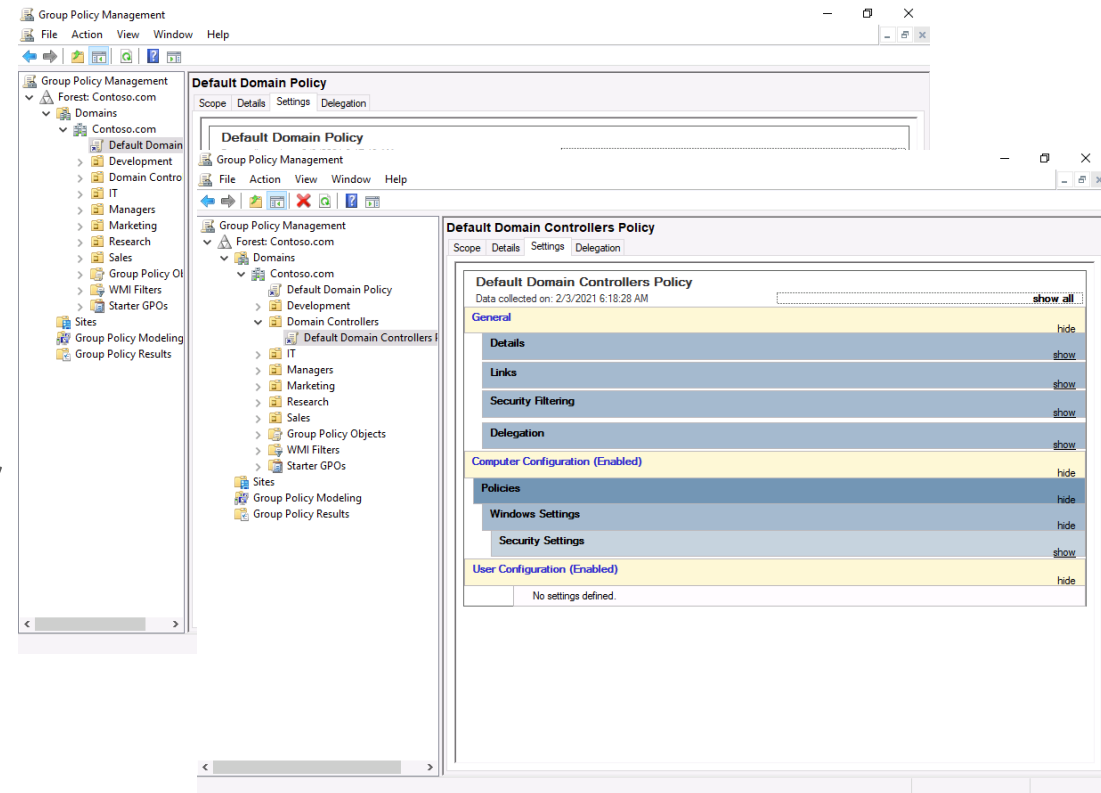 Group Policy Management
File Action View Window Help
Group Policy Management
Forest: Contoso.com
Domains
Contoso.com
Default Domain
Development
Domain Contro
IT
Managers
Marketing
Research
Sales
Group Policy Ob
WMI Filters
Starter GPOs
Sites
Group Policy Modeling
Group Policy Results
Default Domain Policy
Scope Details Settings Delegation
Default Domain Policy
Group Policy Management
File Action View Window Help
Group Policy Management
Forest: Contoso.com
Domains
Contoso.com
Default Domain Policy
Development
Domain Controllers
Default Domain Controllers P
IT
Managers
Marketing
Research
Sales
Group Policy Objects
WMI Filters
Starter GPOs
Sites
Group Policy Modeling
Group Policy Results
Default Domain Controllers Policy
Scope Details Settings Delegation
Default Domain Controllers Policy
Data collected on: 2/3/2021 6:18:28 AM show all
General
hide
Details
show
Links
show
Security Filtering
show
Delegation
show
Computer Configuration (Enabled)
hide
Policies
hide
Windows Settings
hide
Security Settings
show
User Configuration (Enabled)
hide
No settings defined.